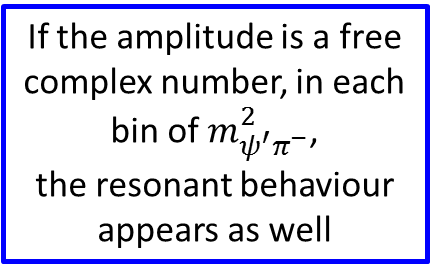 If the amplitude is a free
complex number, in each
bin of $m^2_{\psi'\pi^-}$,
the resonant behaviour
appears as well